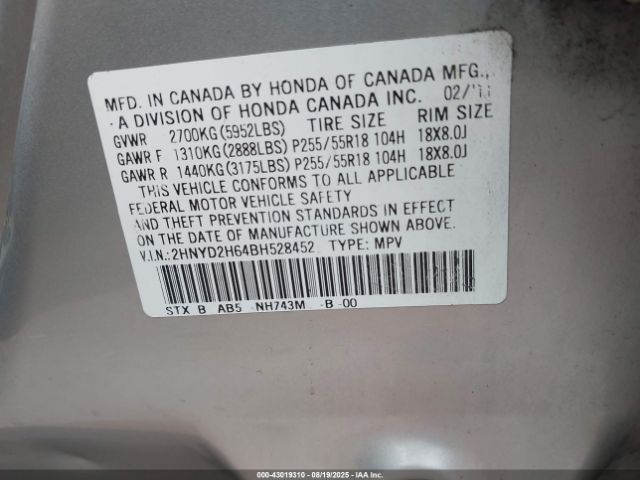 MFD. IN CANADA BY HONDA OF CANADA MFG.,
A DIVISION OF HONDA CANADA INC. 02/'11
GVWR 2700KG(5952LBS) TIRE SIZE RIM SIZE
GAWR F 1310KG(2888LBS) P255/55R18 104H 18X8.0J
GAWR R 1440KG(3175LBS) P255/55R18 104H 18X8.0J
THIS VEHICLE CONFORMS TO ALL APPLICABLE
FEDERAL MOTOR VEHICLE SAFETY
AND THEFT PREVENTION STANDARDS IN EFFECT
ON THE DATE OF MANUFACTURE SHOWN ABOVE.
V.I.N.:2HNYD2H64BH528452 TYPE: MPV
STX B AB5 NH743M -B -00
000-43019310 - 08/19/2025 - IAA Inc.